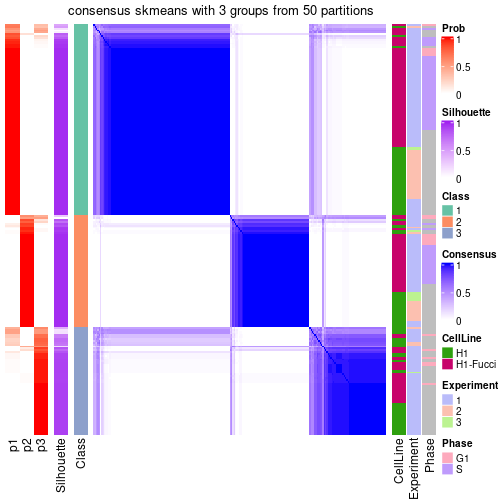 consensus skmeans with 3 groups from 50 partitions
Prob
1
0.5
0
Silhouette
1
0.5
0
Class
1
2
3
Consensus
1
0.5
0
CellLine
H1
H1-Fucci
Experiment
1
2
3
Phase
G1
S
p1
p2
p3
Silhouette
Class
CellLine
Experiment
Phase